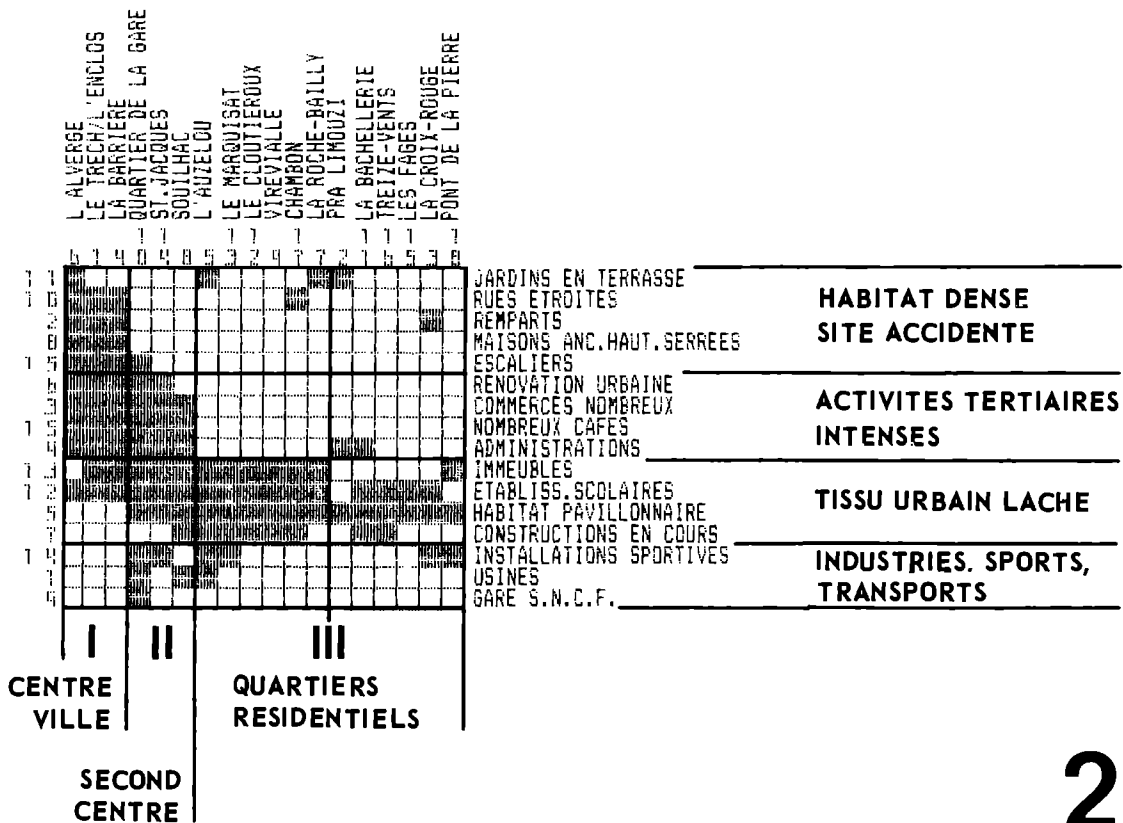 L'ALVERGE
LE TRECH/L'ENCLOS
LA BARRIERE
QUARTIER DE LA GARE
ST.JACQUES
SOUILHAC
L'AUZELOU
LE MARQUISAT
LE CLOUTIEROUX
VIREVIALLE
CHAMBON
LA ROCHE-BAILLY
PRA LIMOUZI
LA BACHELLERIE
TREIZE-VENTS
LES FAGES
LA CROIX-ROUGE
PONT DE LA PIERRE
JARDINS EN TERRASSE
RUES ETROITES
REMPARTS
MAISONS ANC.HAUT.SERREES
ESCALIERS
RENOVATION URBAINE
COMMERCES NOMBREUX
NOMBREUX CAFES
ADMINISTRATIONS
IMMEUBLES
ETABLISS.SCOLAIRES
HABITAT PAVILLONNAIRE
CONSTRUCTIONS EN COURS
INSTALLATIONS SPORTIVES
USINES
GARE S.N.C.F.
HABITAT DENSE
SITE ACCIDENTE
ACTIVITES TERTIAIRES
INTENSES
TISSU URBAIN LACHE
INDUSTRIES. SPORTS,
TRANSPORTS
I II III
CENTRE
VILLE
QUARTIERS
RESIDENTIELS
SECOND
CENTRE
2